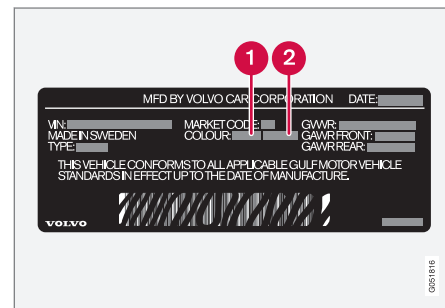 1 2
MFD BY VOLVO CAR CORPORATION DATE:
VIN: MARKET CODE: GVWR:
MADE IN SWEDEN COLOUR: GAWR FRONT:
TYPE: GAWR REAR:
THIS VEHICLE CONFORMS TO ALL APPLICABLE GULF MOTOR VEHICLE
STANDARDS IN EFFECT UP TO THE DATE OF MANUFACTURE.
VOLVO
G051816